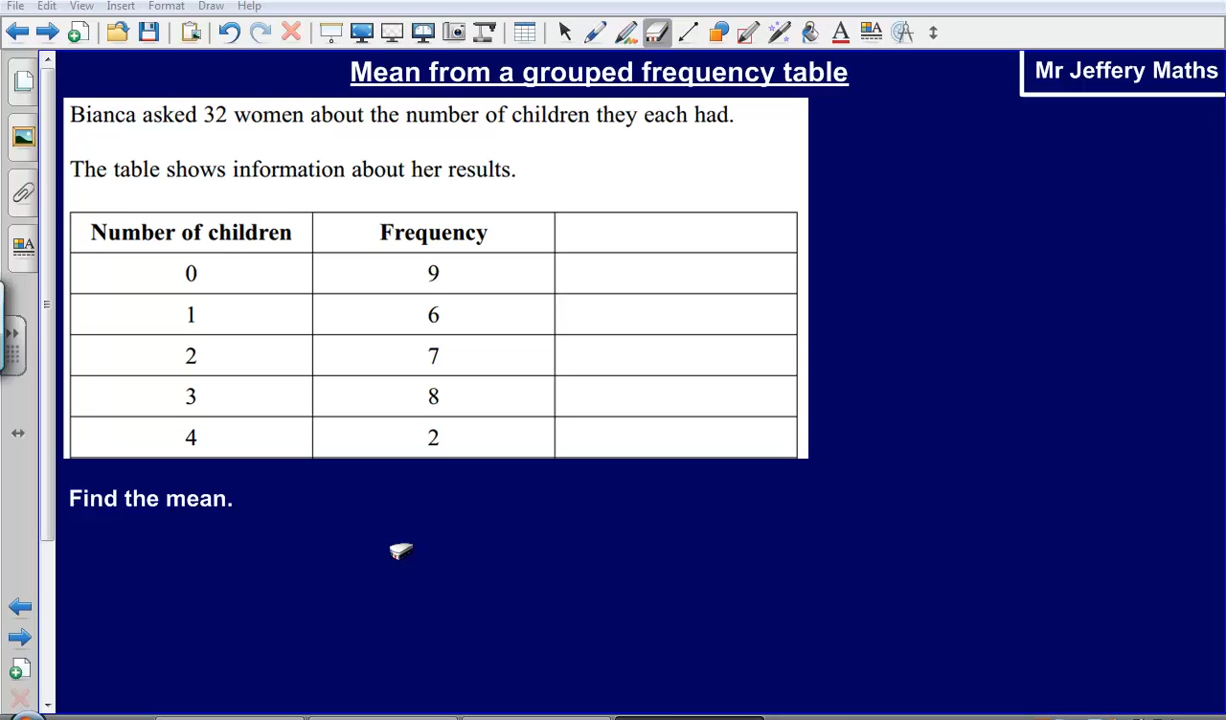 File Edit View Insert Format Draw Help
Mean from a grouped frequency table
Mr Jeffery Maths
Bianca asked 32 women about the number of children they each had.
The table shows information about her results.
Number of children Frequency
0 9
1 6
2 7
3 8
4 2
Find the mean.